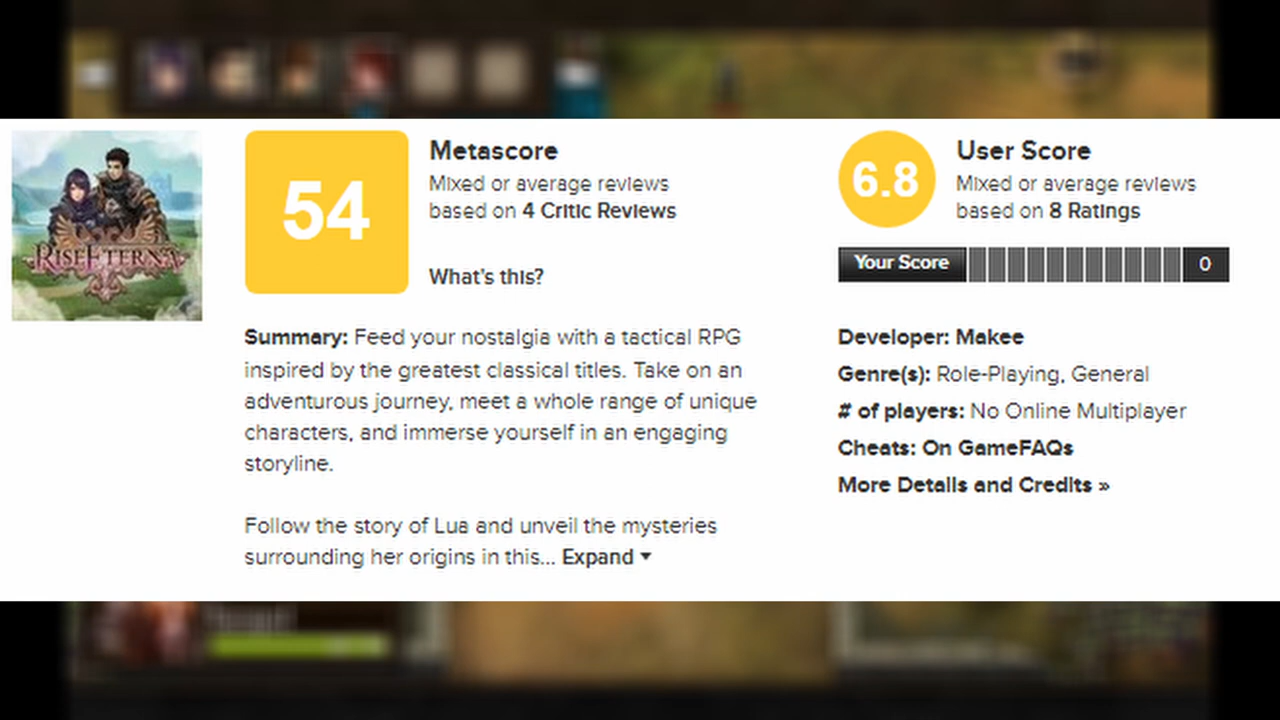 RISEETERNA
54
Metascore
Mixed or average reviews
based on 4 Critic Reviews
What's this?
Summary: Feed your nostalgia with a tactical RPG
inspired by the greatest classical titles. Take on an
adventurous journey, meet a whole range of unique
characters, and immerse yourself in an engaging
storyline.
Follow the story of Lua and unveil the mysteries
surrounding her origins in this... Expand
6.8
User Score
Mixed or average reviews
based on 8 Ratings
Your Score 0
Developer: Makee
Genre(s): Role-Playing, General
# of players: No Online Multiplayer
Cheats: On GameFAQs
More Details and Credits »